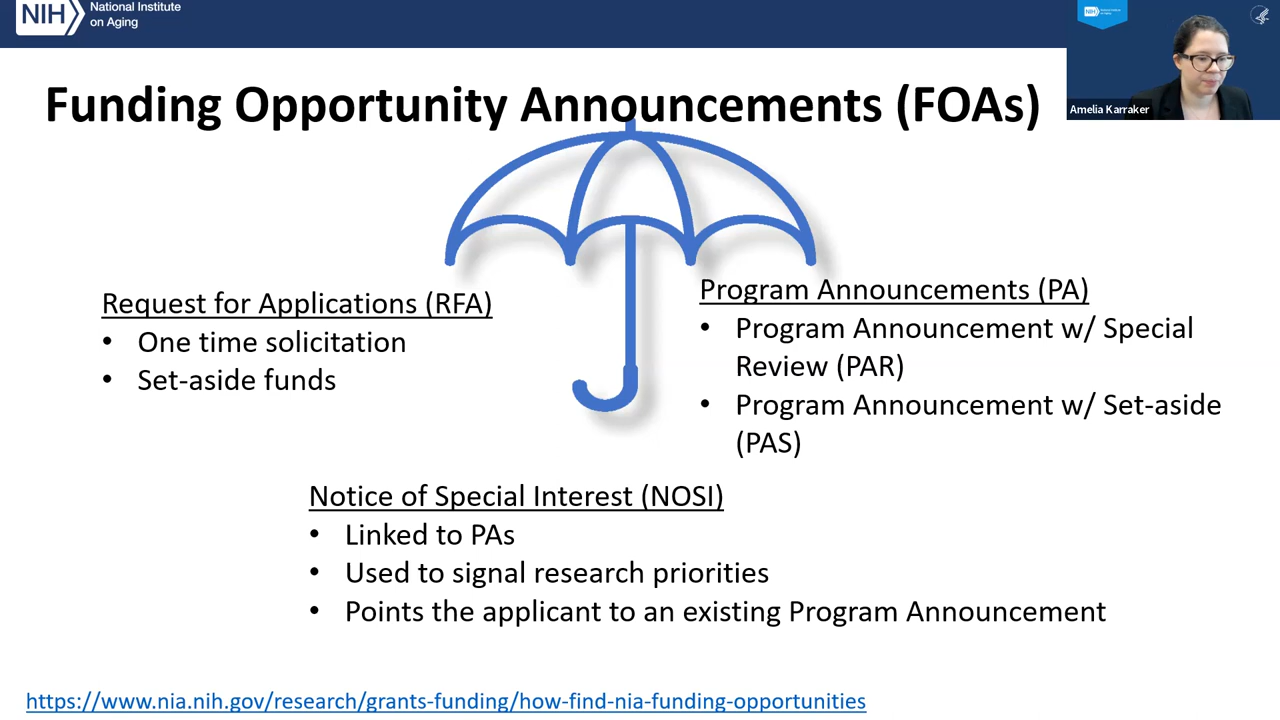 NIH
National Institute
on Aging
NIH
Amelia Karraker
Funding Opportunity Announcements (FOAs)
Request for Applications (RFA)
• One time solicitation
• Set-aside funds
Program Announcements (PA)
• Program Announcement w/ Special
Review (PAR)
• Program Announcement w/ Set-aside
(PAS)
Notice of Special Interest (NOSI)
• Linked to PAs
• Used to signal research priorities
• Points the applicant to an existing Program Announcement
https://www.nia.nih.gov/research/grants-funding/how-find-nia-funding-opportunities